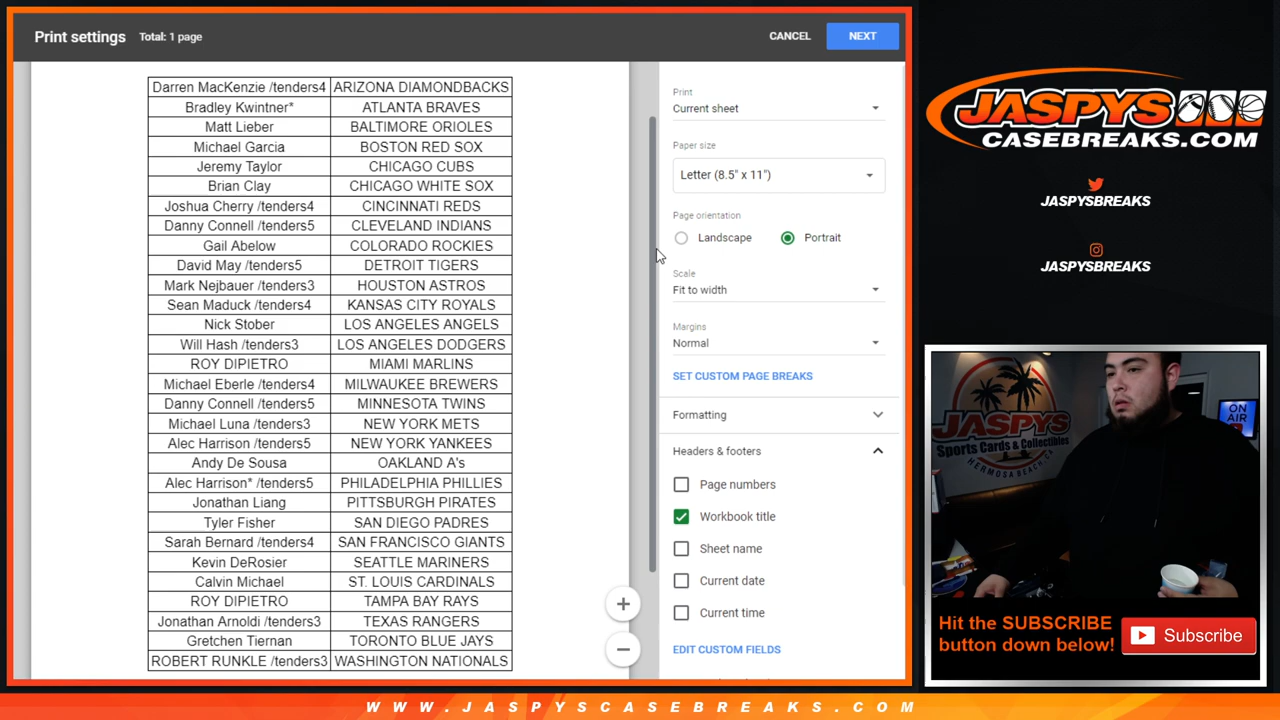 Print settings Total: 1 page CANCEL NEXT
Darren MacKenzie /tenders4 ARIZONA DIAMONDBACKS
Bradley Kwintner* ATLANTA BRAVES
Matt Lieber BALTIMORE ORIOLES
Michael Garcia BOSTON RED SOX
Jeremy Taylor CHICAGO CUBS
Brian Clay CHICAGO WHITE SOX
Joshua Cherry /tenders4 CINCINNATI REDS
Danny Connell /tenders5 CLEVELAND INDIANS
Gail Abelow COLORADO ROCKIES
David May /tenders5 DETROIT TIGERS
Mark Nejbauer /tenders3 HOUSTON ASTROS
Sean Maduck /tenders4 KANSAS CITY ROYALS
Nick Stober LOS ANGELES ANGELS
Will Hash /tenders3 LOS ANGELES DODGERS
ROY DIPIETRO MIAMI MARLINS
Michael Eberle /tenders4 MILWAUKEE BREWERS
Danny Connell /tenders5 MINNESOTA TWINS
Michael Luna /tenders3 NEW YORK METS
Alec Harrison /tenders5 NEW YORK YANKEES
Andy De Sousa OAKLAND A's
Alec Harrison* /tenders5 PHILADELPHIA PHILLIES
Jonathan Liang PITTSBURGH PIRATES
Tyler Fisher SAN DIEGO PADRES
Sarah Bernard /tenders4 SAN FRANCISCO GIANTS
Kevin DeRosier SEATTLE MARINERS
Calvin Michael ST. LOUIS CARDINALS
ROY DIPIETRO TAMPA BAY RAYS
Jonathan Arnoldi /tenders3 TEXAS RANGERS
Gretchen Tiernan TORONTO BLUE JAYS
ROBERT RUNKLE /tenders3 WASHINGTON NATIONALS
Print
Current sheet
Paper size
Letter (8.5" x 11")
Page orientation
Landscape Portrait
Scale
Fit to width
Margins
Normal
SET CUSTOM PAGE BREAKS
Formatting
Headers & footers
Page numbers
Workbook title
Sheet name
Current date
Current time
EDIT CUSTOM FIELDS
JASPYS
CASEBREAKS.COM
JASPYSBREAKS
JASPYSBREAKS
JASPYS
Sports Cards & Collectibles
HERMOSA BEACH, CA
ON AIR
Hit the SUBSCRIBE
button down below!
Subscribe
WWW.JASPYSCASEBREAKS.COM